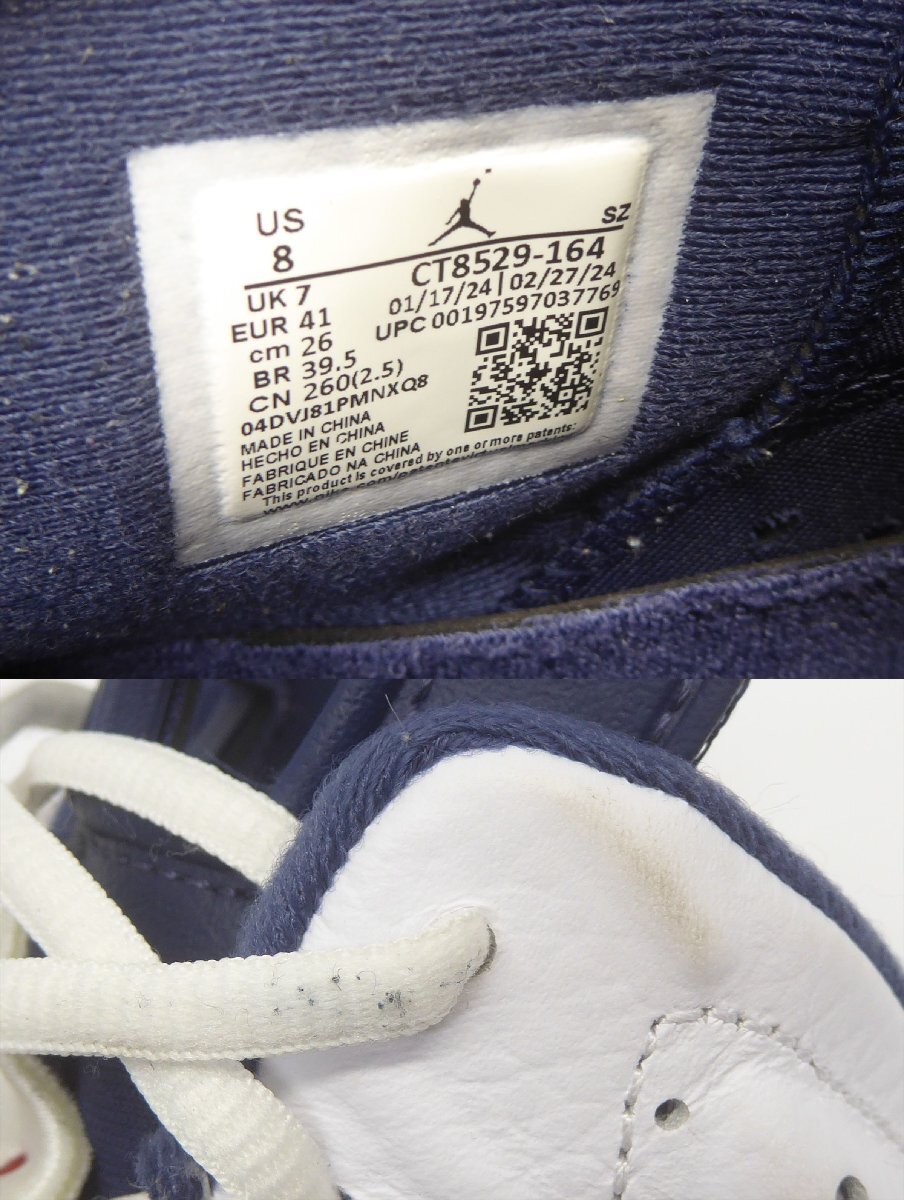 US
8
SZ
CT8529-164
UK 7
01/17/24 | 02/27/24
EUR 41
UPC 00197597037769
cm 26
BR 39.5
CN 260(2.5)
04DVJ81PMNXQ8
MADE IN CHINA
HECHO EN CHINA
FABRIQUE EN CHINE
FABRICADO NA CHINA
This product is covered by one or more patents: